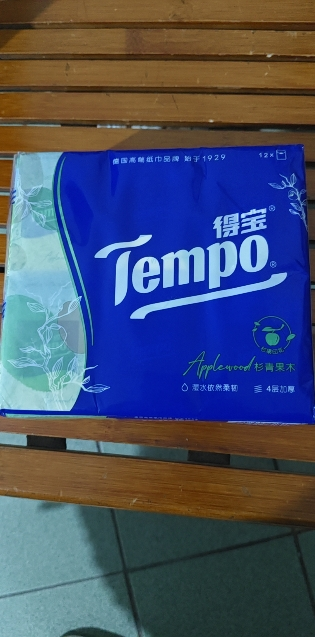 德国高端纸巾品牌 始于1929
12×
得宝®
Tempo®
Applewood 杉青果木
湿水依然柔韧
4层加厚